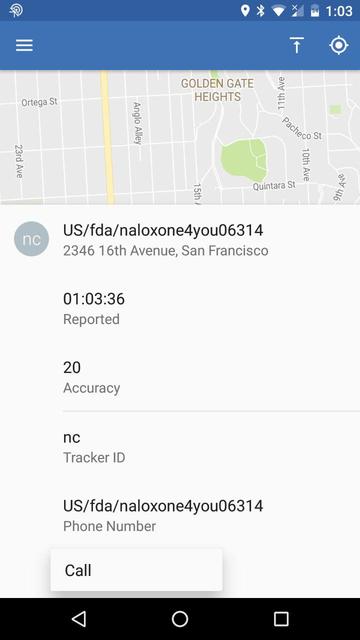 1:03
GOLDEN GATE
HEIGHTS
Ortega St
Anglo Alley
11th Ave
Pacheco St
23rd Ave
10th Ave
15th
Quintara St
9th Ave
nc
US/fda/naloxone4you06314
2346 16th Avenue, San Francisco
01:03:36
Reported
20
Accuracy
nc
Tracker ID
US/fda/naloxone4you06314
Phone Number
Call